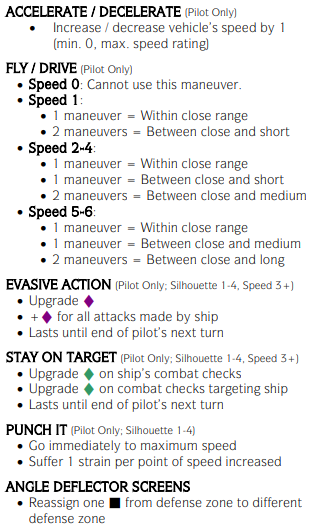 ACCELERATE / DECELERATE (Pilot Only)
• Increase / decrease vehicle's speed by 1
(min. 0, max. speed rating)
FLY / DRIVE (Pilot Only)
• Speed 0: Cannot use this maneuver.
• Speed 1:
• 1 maneuver = Within close range
• 2 maneuvers = Between close and short
• Speed 2-4:
• 1 maneuver = Within close range
• 1 maneuver = Between close and short
• 2 maneuvers = Between close and medium
• Speed 5-6:
• 1 maneuver = Within close range
• 1 maneuver = Between close and medium
• 2 maneuvers = Between close and long
EVASIVE ACTION (Pilot Only; Silhouette 1-4, Speed 3+)
• Upgrade ♦
• +♦ for all attacks made by ship
• Lasts until end of pilot's next turn
STAY ON TARGET (Pilot Only; Silhouette 1-4, Speed 3+)
• Upgrade ♦ on ship's combat checks
• Upgrade ♦ on combat checks targeting ship
• Lasts until end of pilot's next turn
PUNCH IT (Pilot Only; Silhouette 1-4)
• Go immediately to maximum speed
• Suffer 1 strain per point of speed increased
ANGLE DEFLECTOR SCREENS
• Reassign one ■ from defense zone to different
defense zone